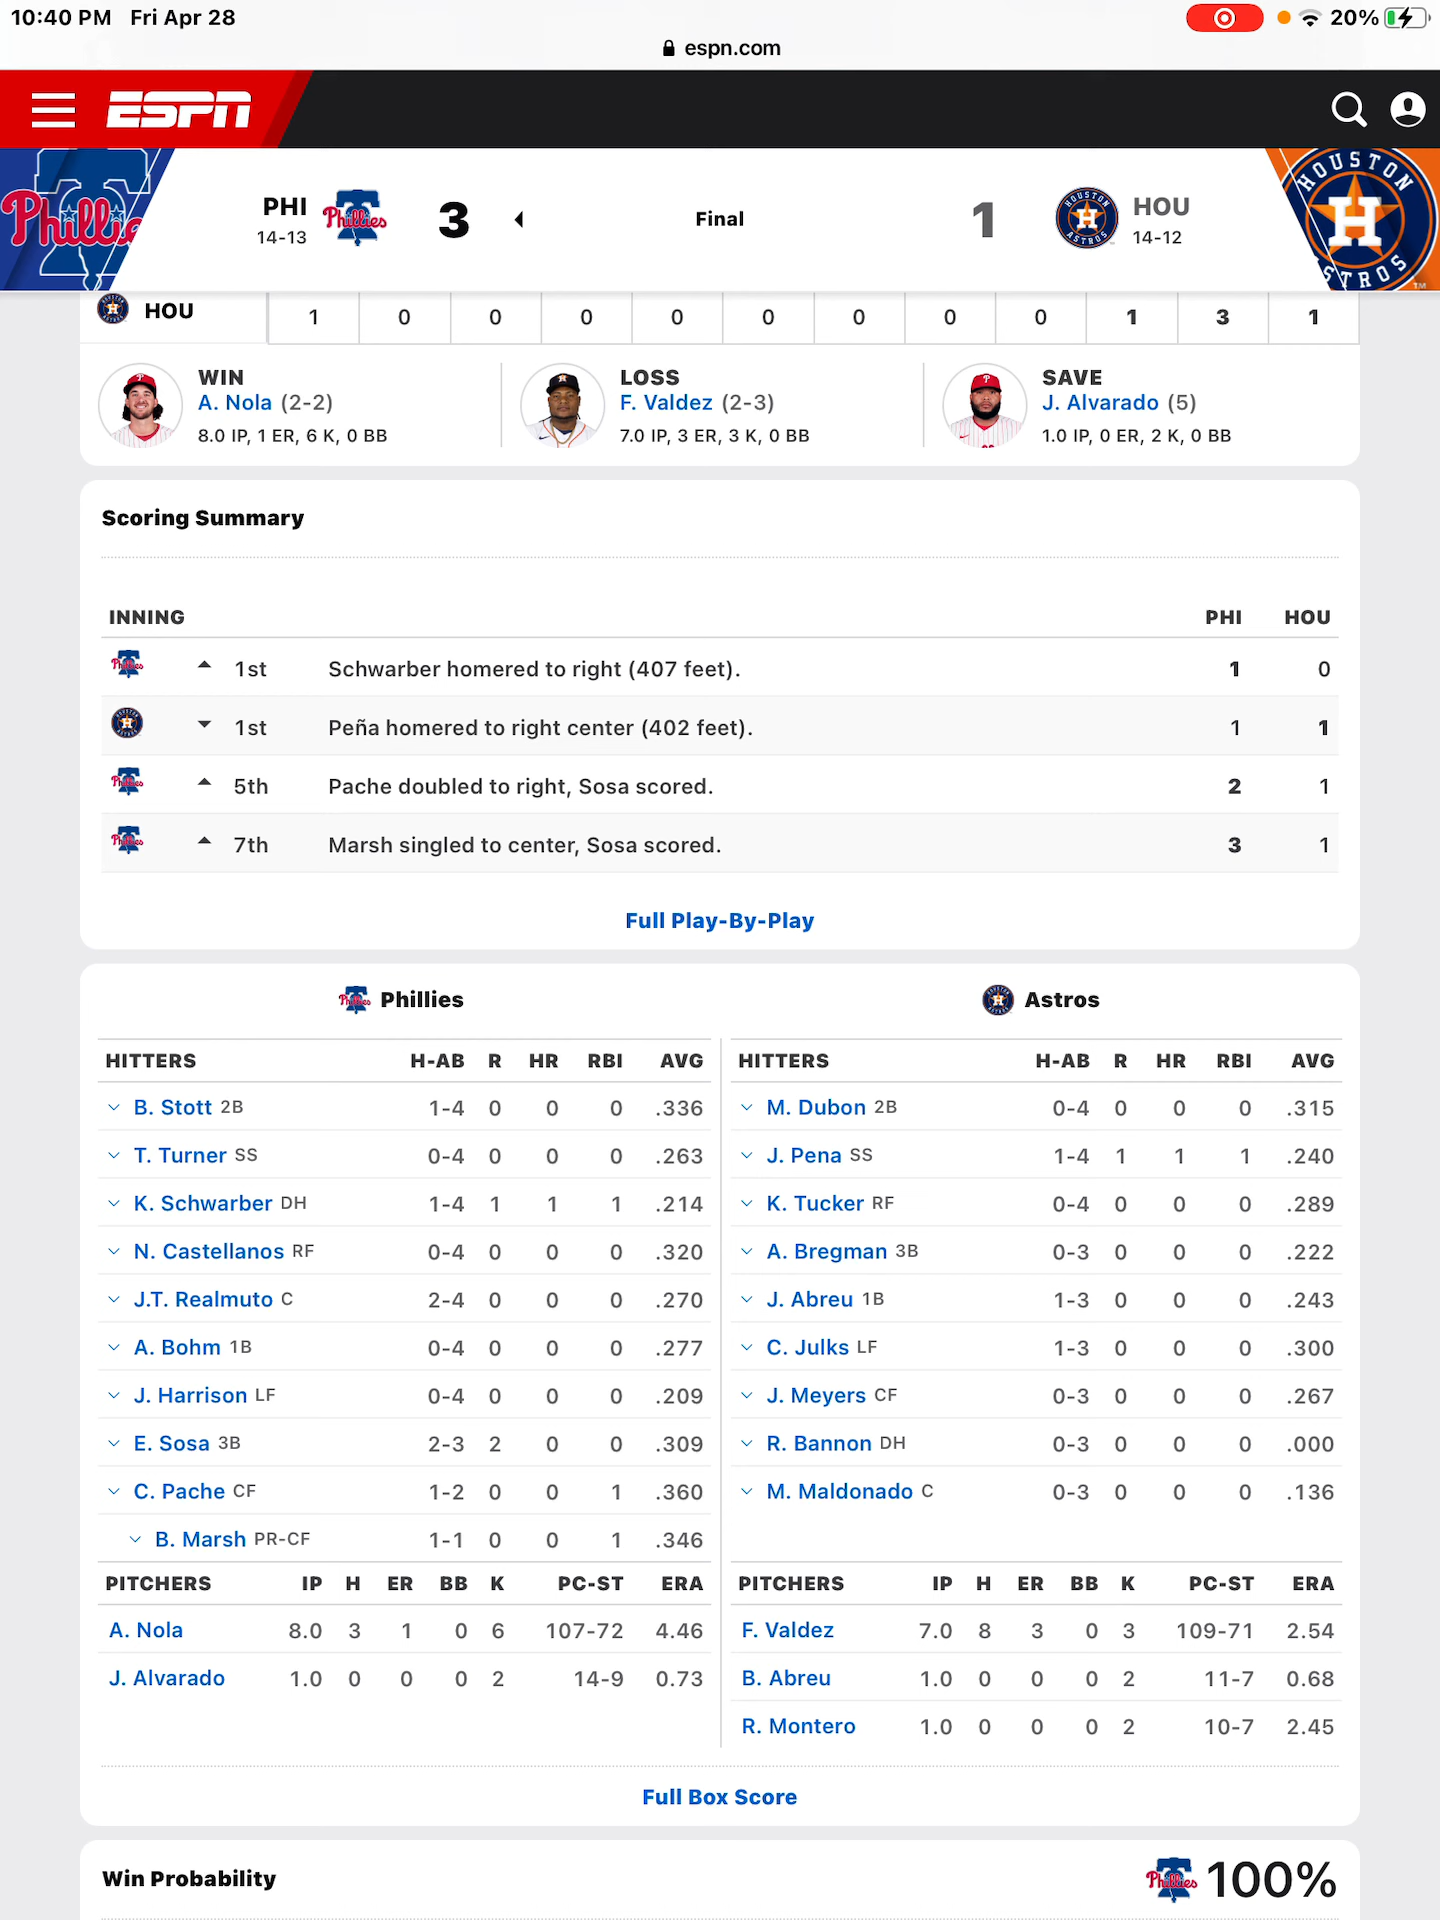 10:40 PM Fri Apr 28
20%
espn.com
ESPN
Phillies
PHI
14-13
Phillies
3
Final
1
HOUSTON
ASTROS
HOU
14-12
HOUSTON
ASTROS
TM
HOU 1 0 0 0 0 0 0 0 0 1 3 1
WIN
A. Nola (2-2)
8.0 IP, 1 ER, 6 K, 0 BB
LOSS
F. Valdez (2-3)
7.0 IP, 3 ER, 3 K, 0 BB
SAVE
J. Alvarado (5)
1.0 IP, 0 ER, 2 K, 0 BB
Scoring Summary
INNING PHI HOU
1st Schwarber homered to right (407 feet). 1 0
1st Peña homered to right center (402 feet). 1 1
5th Pache doubled to right, Sosa scored. 2 1
7th Marsh singled to center, Sosa scored. 3 1
Full Play-By-Play
Phillies
HITTERS H-AB R HR RBI AVG
B. Stott 2B 1-4 0 0 0 .336
T. Turner SS 0-4 0 0 0 .263
K. Schwarber DH 1-4 1 1 1 .214
N. Castellanos RF 0-4 0 0 0 .320
J.T. Realmuto C 2-4 0 0 0 .270
A. Bohm 1B 0-4 0 0 0 .277
J. Harrison LF 0-4 0 0 0 .209
E. Sosa 3B 2-3 2 0 0 .309
C. Pache CF 1-2 0 0 1 .360
B. Marsh PR-CF 1-1 0 0 1 .346
PITCHERS IP H ER BB K PC-ST ERA
A. Nola 8.0 3 1 0 6 107-72 4.46
J. Alvarado 1.0 0 0 0 2 14-9 0.73
Astros
HITTERS H-AB R HR RBI AVG
M. Dubon 2B 0-4 0 0 0 .315
J. Pena SS 1-4 1 1 1 .240
K. Tucker RF 0-4 0 0 0 .289
A. Bregman 3B 0-3 0 0 0 .222
J. Abreu 1B 1-3 0 0 0 .243
C. Julks LF 1-3 0 0 0 .300
J. Meyers CF 0-3 0 0 0 .267
R. Bannon DH 0-3 0 0 0 .000
M. Maldonado C 0-3 0 0 0 .136
PITCHERS IP H ER BB K PC-ST ERA
F. Valdez 7.0 8 3 0 3 109-71 2.54
B. Abreu 1.0 0 0 0 2 11-7 0.68
R. Montero 1.0 0 0 0 2 10-7 2.45
Full Box Score
Win Probability
Phillies 100%